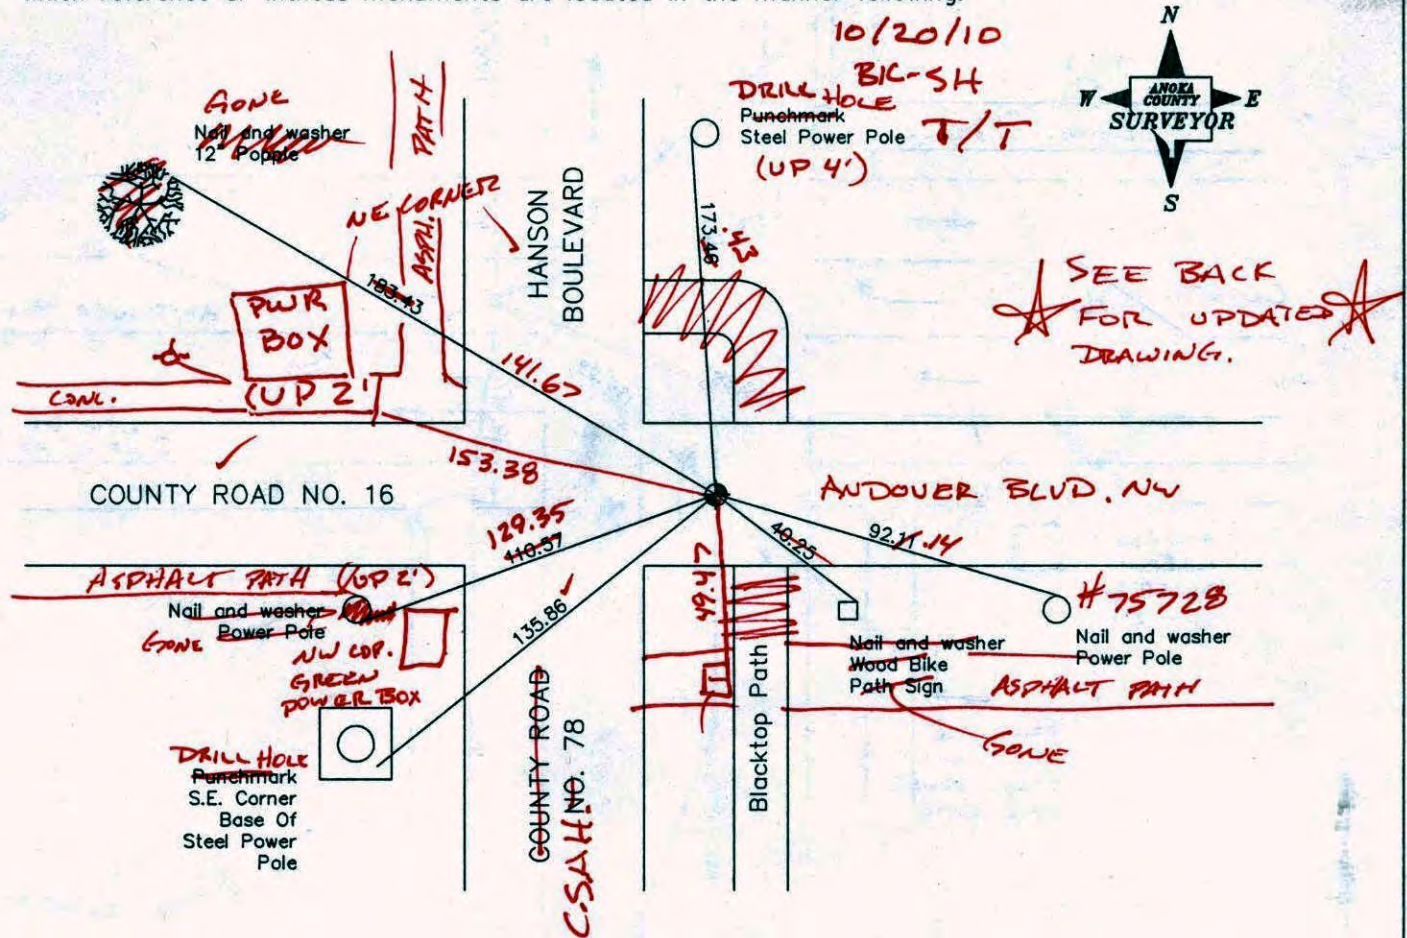 10/20/10
BIC-SH
T/T
N
W
E
S
ANOKA
COUNTY
SURVEYOR
GONE
Nail and washer
12" Popple
PATH
ASPH.
NE CORNER
HANSON
BOULEVARD
DRILL HOLE
Punchmark
Steel Power Pole
(UP 4')
173.46
.43
183.43
141.67
PWR
BOX
(UP 2')
CONC.
SEE BACK
FOR UPDATED
DRAWING.
153.38
COUNTY ROAD NO. 16
ANDOVER BLVD. NW
129.35
110.57
40.25
92.11 .14
ASPHALT PATH (UP 2')
Nail and washer
Power Pole
GONE
NW COR.
GREEN
POWER BOX
135.86
49.47
#75728
Nail and washer
Power Pole
Nail and washer
Wood Bike
Path Sign
ASPHALT PATH
GONE
DRILL HOLE
Punchmark
S.E. Corner
Base Of
Steel Power
Pole
COUNTY ROAD
NO. 78
C.S.A.H.
Blacktop Path